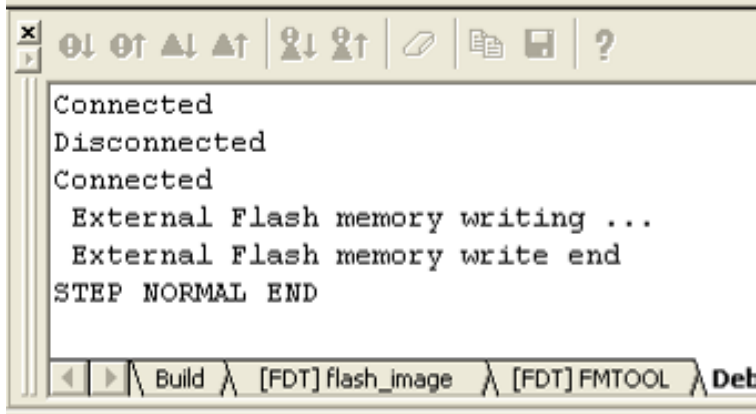 Connected
Disconnected
Connected
External Flash memory writing ...
External Flash memory write end
STEP NORMAL END
Build [FDT] flash_image [FDT] FMTOOL Deb